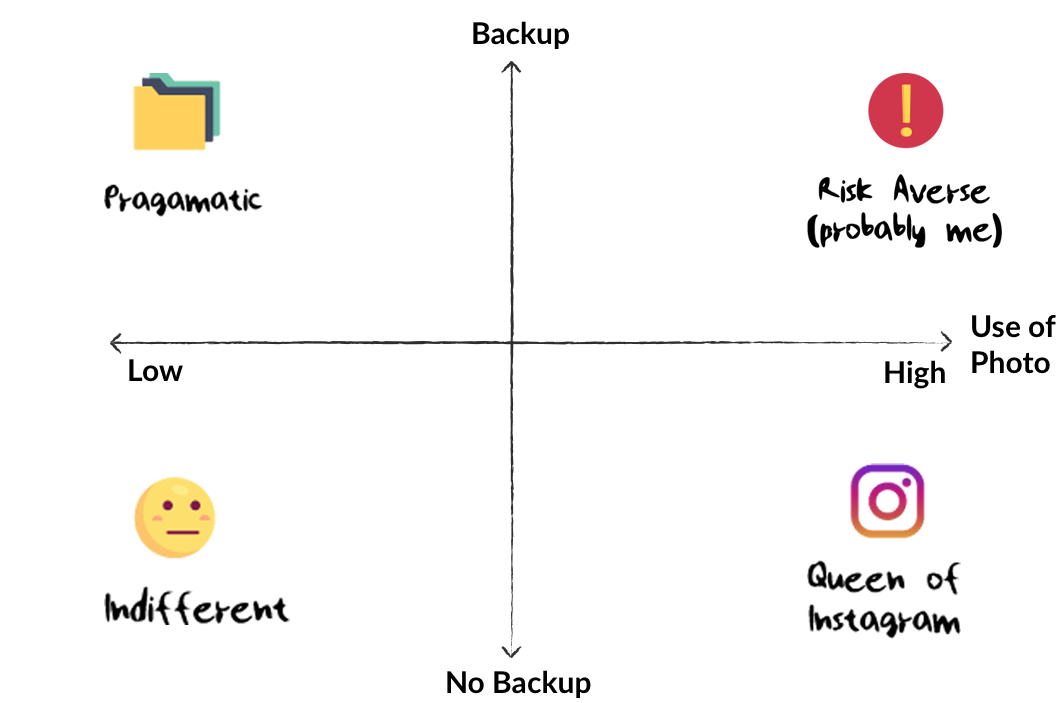 Backup
Pragamatic
Risk Averse
(probably me)
Use of
Photo
Low
High
Indifferent
Queen of
Instagram
No Backup